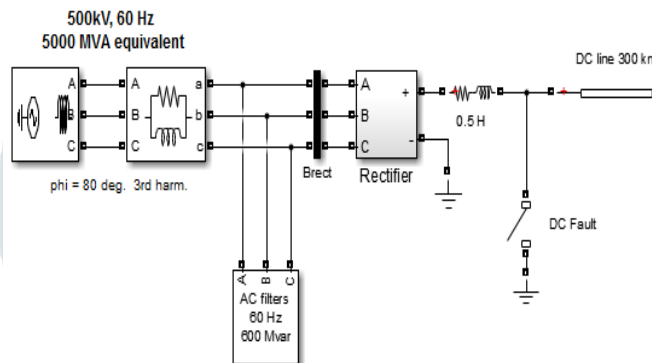 500kV, 60 Hz
5000 MVA equivalent
A
B
C
A
B
C
a
b
c
phi = 80 deg. 3rd harm.
Brect
A
B
C
+
-
Rectifier
0.5 H
DC line 300 km
DC Fault
A
B
C
AC filters
60 Hz
600 Mvar